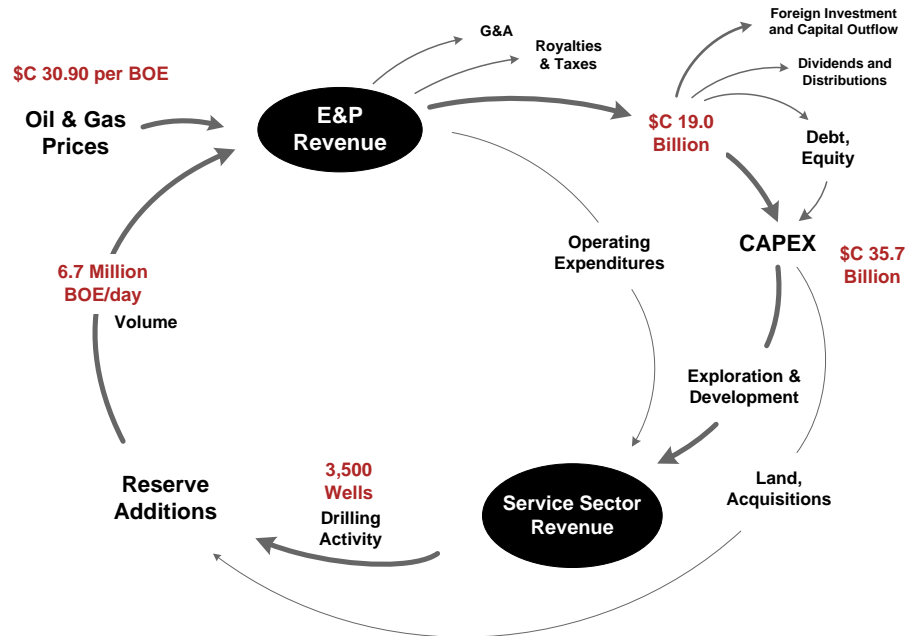 Foreign Investment
and Capital Outflow
G&A
Royalties
& Taxes
Dividends and
Distributions
$C 30.90 per BOE
Oil & Gas
Prices
E&P
Revenue
$C 19.0
Billion
Debt,
Equity
CAPEX
$C 35.7
Billion
Operating
Expenditures
6.7 Million
BOE/day
Volume
Exploration &
Development
Reserve
Additions
3,500
Wells
Drilling
Activity
Service Sector
Revenue
Land,
Acquisitions